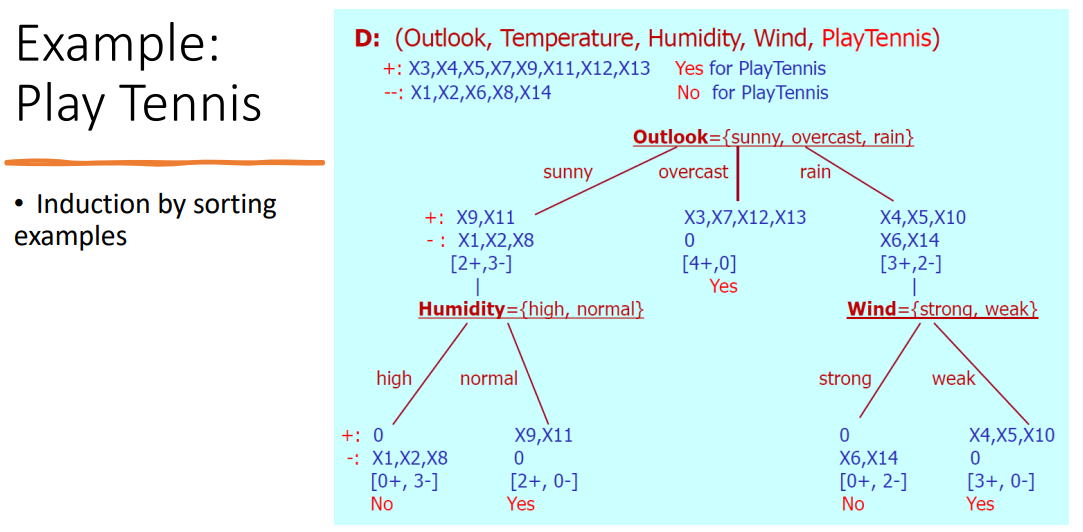 Example:
Play Tennis
• Induction by sorting
examples
D: (Outlook, Temperature, Humidity, Wind, PlayTennis)
+: X3,X4,X5,X7,X9,X11,X12,X13 Yes for PlayTennis
--: X1,X2,X6,X8,X14 No for PlayTennis
Outlook={sunny, overcast, rain}
sunny overcast rain
+: X9,X11 X3,X7,X12,X13 X4,X5,X10
- : X1,X2,X8 0 X6,X14
[2+,3-] [4+,0] [3+,2-]
Yes
Humidity={high, normal} Wind={strong, weak}
high normal strong weak
+: 0 X9,X11 0 X4,X5,X10
-: X1,X2,X8 0 X6,X14 0
[0+, 3-] [2+, 0-] [0+, 2-] [3+, 0-]
No Yes No Yes